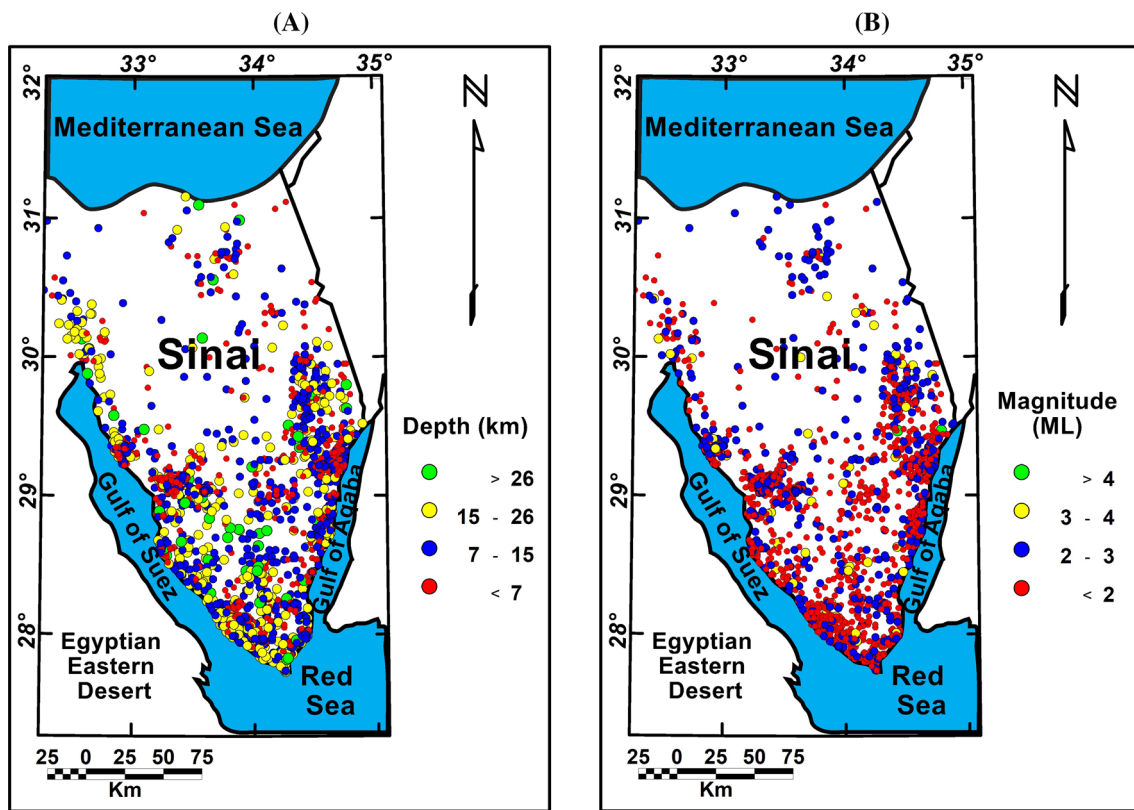 (A)
33° 34° 35°
32°
31°
30°
29°
28°
Mediterranean Sea
Sinai
Gulf of Suez
Gulf of Aqaba
Egyptian
Eastern
Desert
Red
Sea
N
Depth (km)
> 26
15 - 26
7 - 15
< 7
25 0 25 50 75
Km
(B)
33° 34° 35°
32°
31°
30°
29°
28°
Mediterranean Sea
Sinai
Gulf of Suez
Gulf of Aqaba
Egyptian
Eastern
Desert
Red
Sea
N
Magnitude
(ML)
> 4
3 - 4
2 - 3
< 2
25 0 25 50 75
Km